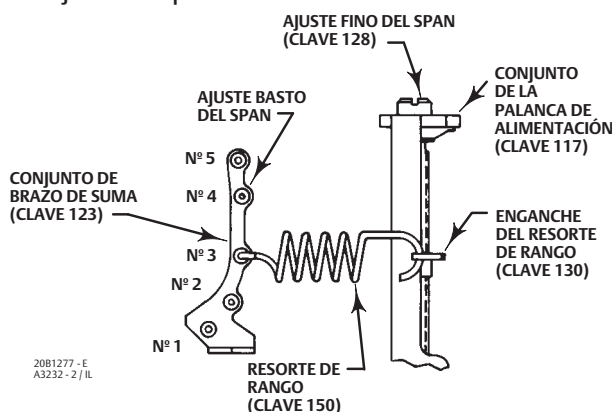 AJUSTE FINO DEL SPAN
(CLAVE 128)
CONJUNTO
DE LA
PALANCA DE
ALIMENTACIÓN
(CLAVE 117)
AJUSTE BASTO
DEL SPAN
Nº 5
Nº 4
CONJUNTO DE
BRAZO DE SUMA
(CLAVE 123)
Nº 3
Nº 2
Nº 1
ENGANCHE
DEL RESORTE
DE RANGO
(CLAVE 130)
RESORTE DE
RANGO
(CLAVE 150)
20B1277 - E
A3232 - 2 / IL